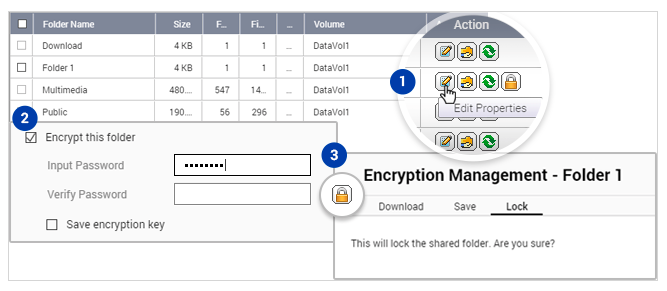 Folder Name Size F... Fi... ... Volume Action
Download 4 KB 1 1 ... DataVol1
Folder 1 4 KB 1 1 ... DataVol1
Multimedia 480.... 547 14... ... DataVol1
Public 190.... 56 296 ... DataVol1
1
Edit Properties
2
Encrypt this folder
Input Password
Verify Password
Save encryption key
3
Encryption Management - Folder 1
Download Save Lock
This will lock the shared folder. Are you sure?